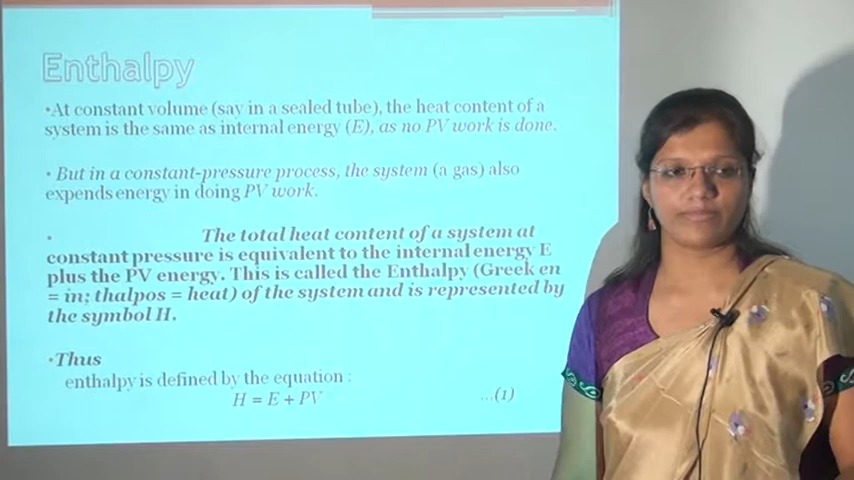 Enthalpy
•At constant volume (say in a sealed tube), the heat content of a
system is the same as internal energy (E), as no PV work is done.
• But in a constant-pressure process, the system (a gas) also
expends energy in doing PV work.
• The total heat content of a system at
constant pressure is equivalent to the internal energy E
plus the PV energy. This is called the Enthalpy (Greek en
= in; thalpos = heat) of the system and is represented by
the symbol H.
•Thus
enthalpy is defined by the equation :
H = E + PV ...(1)